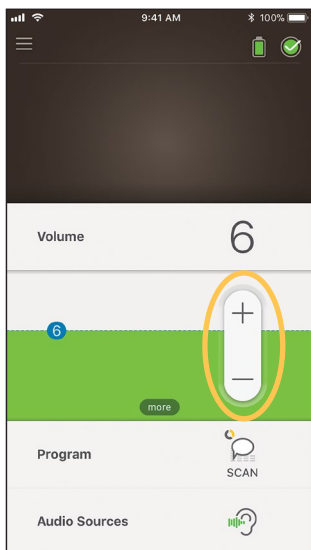 9:41 AM
100%
Volume
6
+
6
−
more
Program
SCAN
Audio Sources